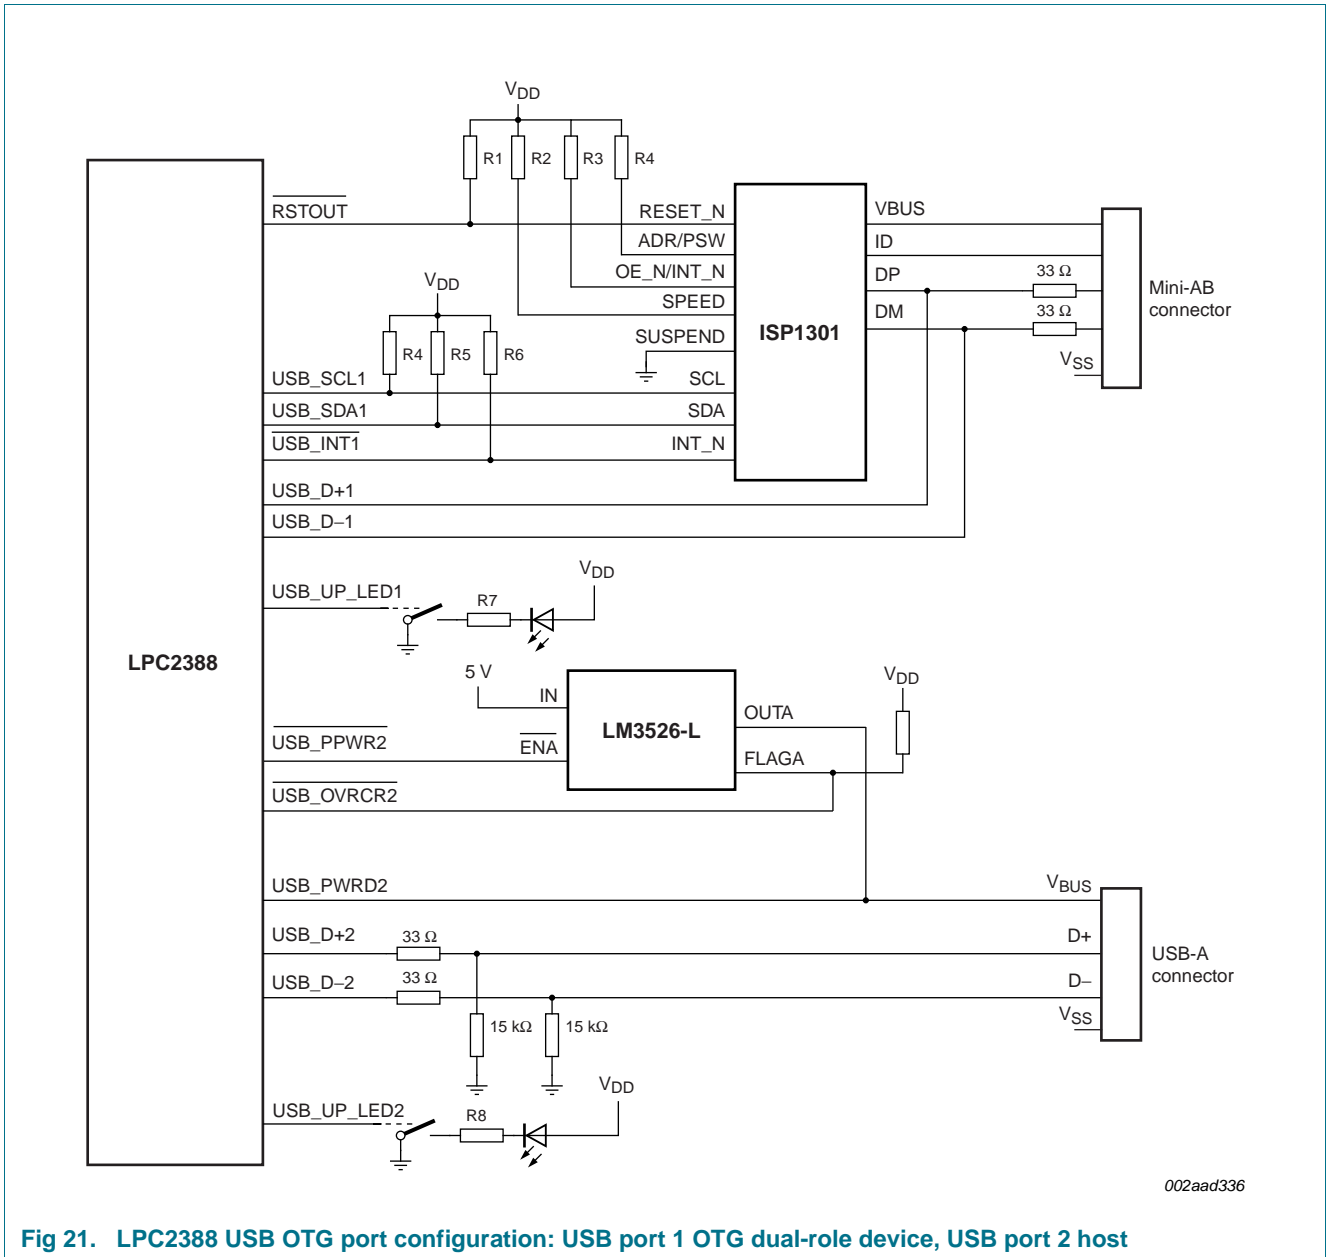 VDD
R1 R2 R3 R4
RSTOUT
RESET_N
VBUS
ADR/PSW
ID
OE_N/INT_N
DP
33 Ω
Mini-AB
connector
VDD
SPEED
DM
33 Ω
SUSPEND
ISP1301
R4 R5 R6
VSS
USB_SCL1
SCL
USB_SDA1
SDA
USB_INT1
INT_N
USB_D+1
USB_D−1
VDD
USB_UP_LED1
R7
LPC2388
5 V
IN
VDD
LM3526-L
OUTA
USB_PPWR2
ENA
FLAGA
USB_OVRCR2
USB_PWRD2
VBUS
USB_D+2
33 Ω
D+
USB-A
connector
USB_D−2
33 Ω
D−
15 kΩ
15 kΩ
VSS
VDD
USB_UP_LED2
R8
002aad336
Fig 21. LPC2388 USB OTG port configuration: USB port 1 OTG dual-role device, USB port 2 host